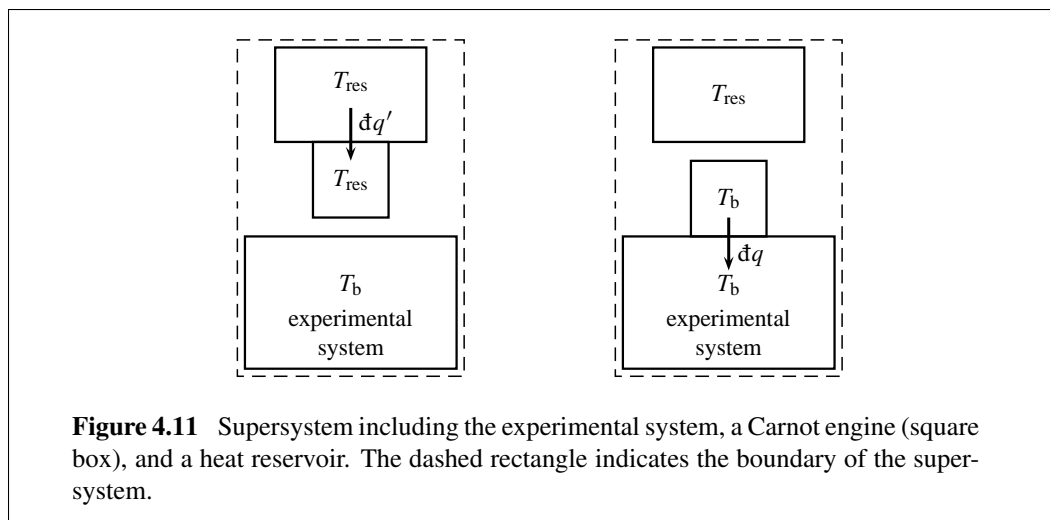 T_res
đq′
T_res
T_b
experimental
system
T_res
T_b
đq
T_b
experimental
system
Figure 4.11 Supersystem including the experimental system, a Carnot engine (square
box), and a heat reservoir. The dashed rectangle indicates the boundary of the super-
system.